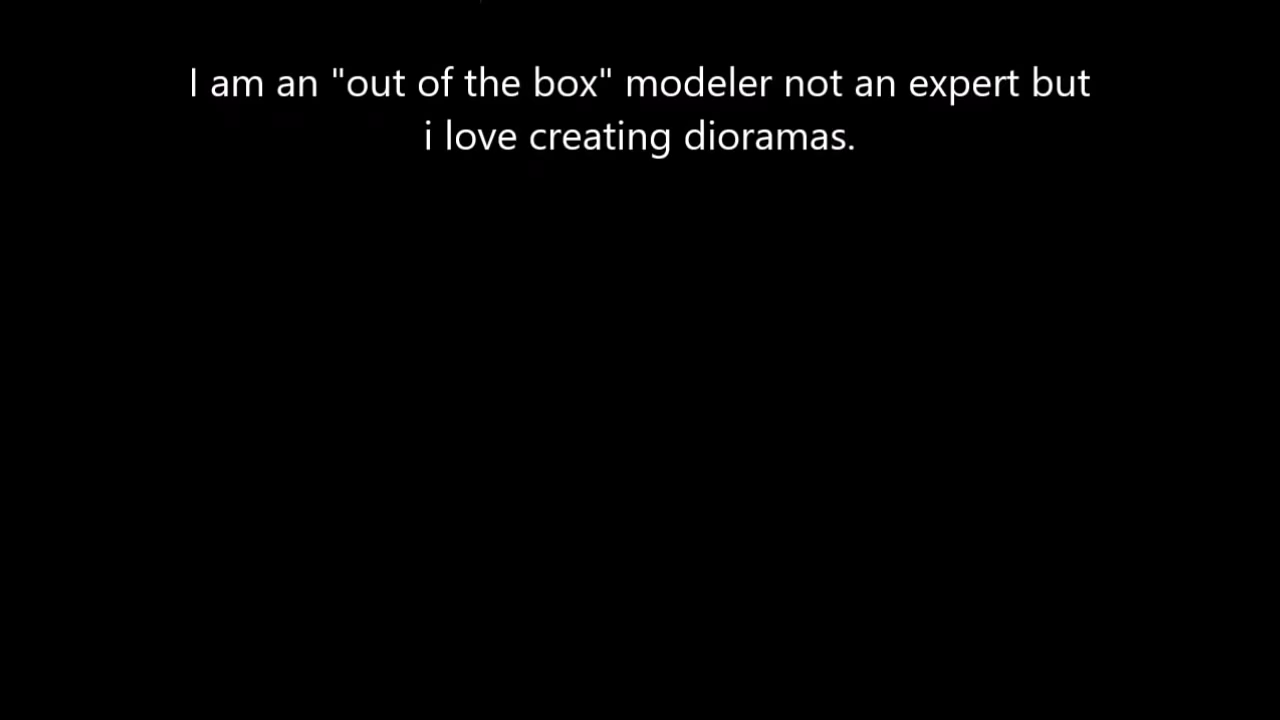 I am an "out of the box" modeler not an expert but
i love creating dioramas.